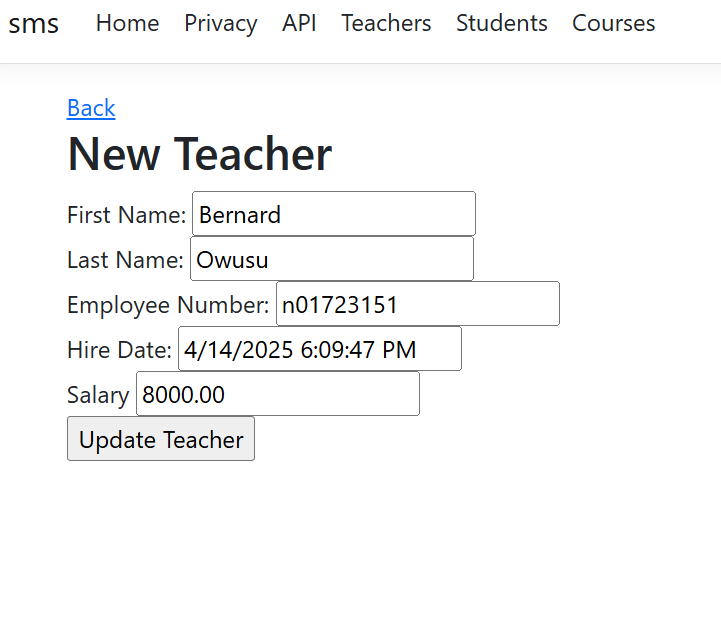 sms Home Privacy API Teachers Students Courses
Back
New Teacher
First Name: Bernard
Last Name: Owusu
Employee Number: n01723151
Hire Date: 4/14/2025 6:09:47 PM
Salary 8000.00
Update Teacher